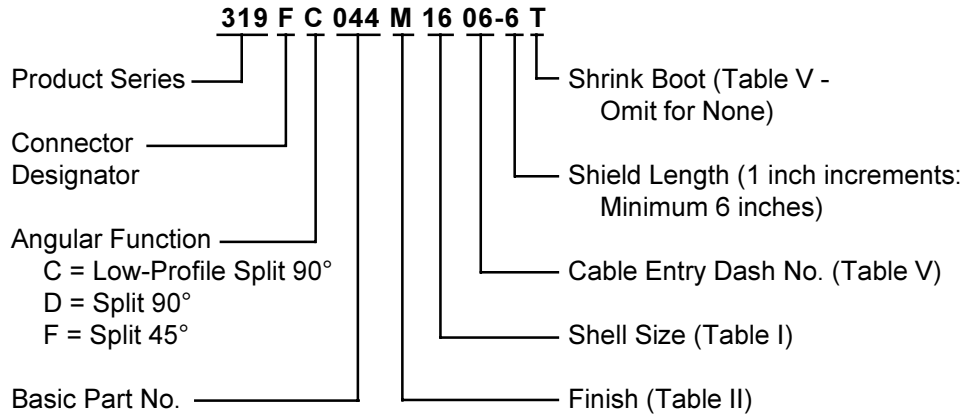 319 F C 044 M 16 06-6 T
Product Series
Connector
Designator
Angular Function
C = Low-Profile Split 90°
D = Split 90°
F = Split 45°
Basic Part No.
Shrink Boot (Table V -
Omit for None)
Shield Length (1 inch increments:
Minimum 6 inches)
Cable Entry Dash No. (Table V)
Shell Size (Table I)
Finish (Table II)